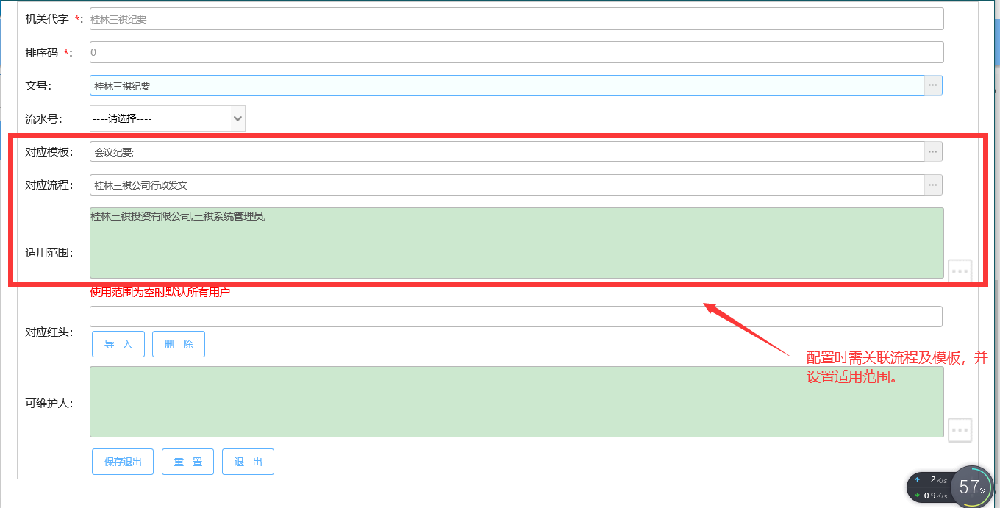 机关代字 *: 桂林三祺纪要
排序码 *: 0
文号: 桂林三祺纪要 ...
流水号: ----请选择----
对应模板: 会议纪要; ...
对应流程: 桂林三祺公司行政发文 ...
桂林三祺投资有限公司,三祺系统管理员,
适用范围: ...
使用范围为空时默认所有用户
对应红头:
导 入 删 除
配置时需关联流程及模板，并
设置适用范围。
可维护人: ...
保存退出 重 置 退 出
2K/s
0.9K/s
57%